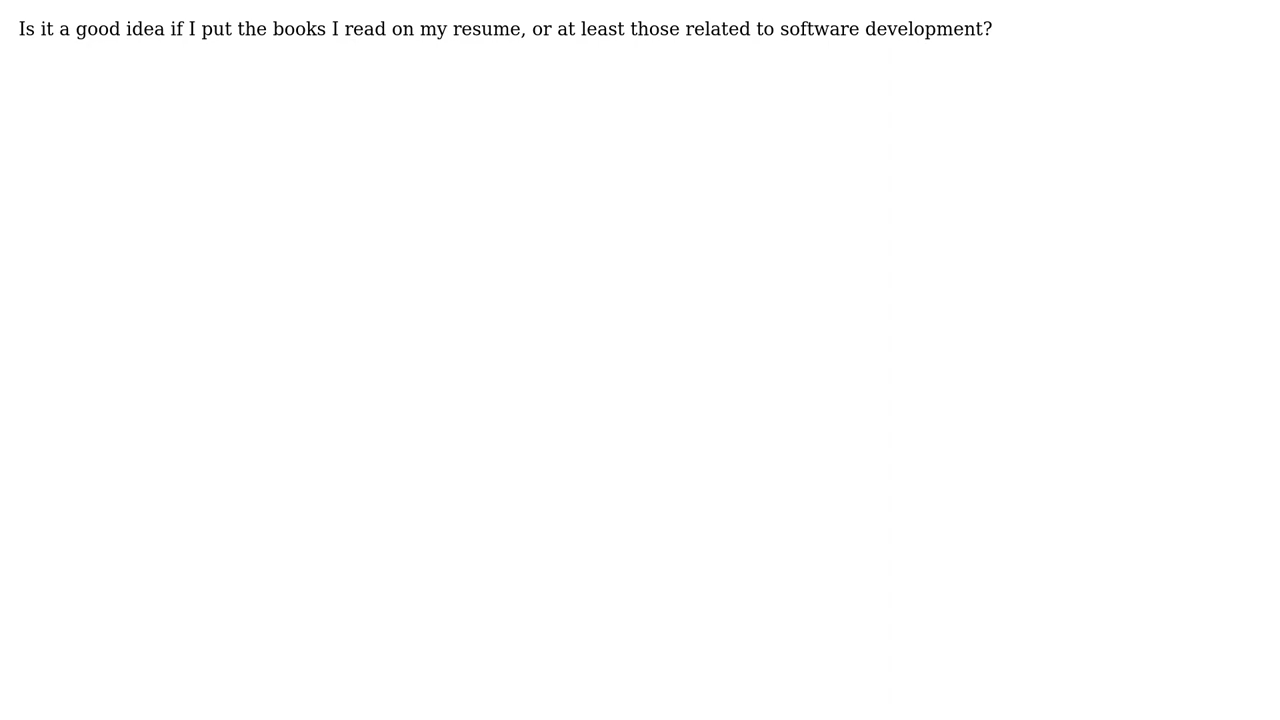 Is it a good idea if I put the books I read on my resume, or at least those related to software development?